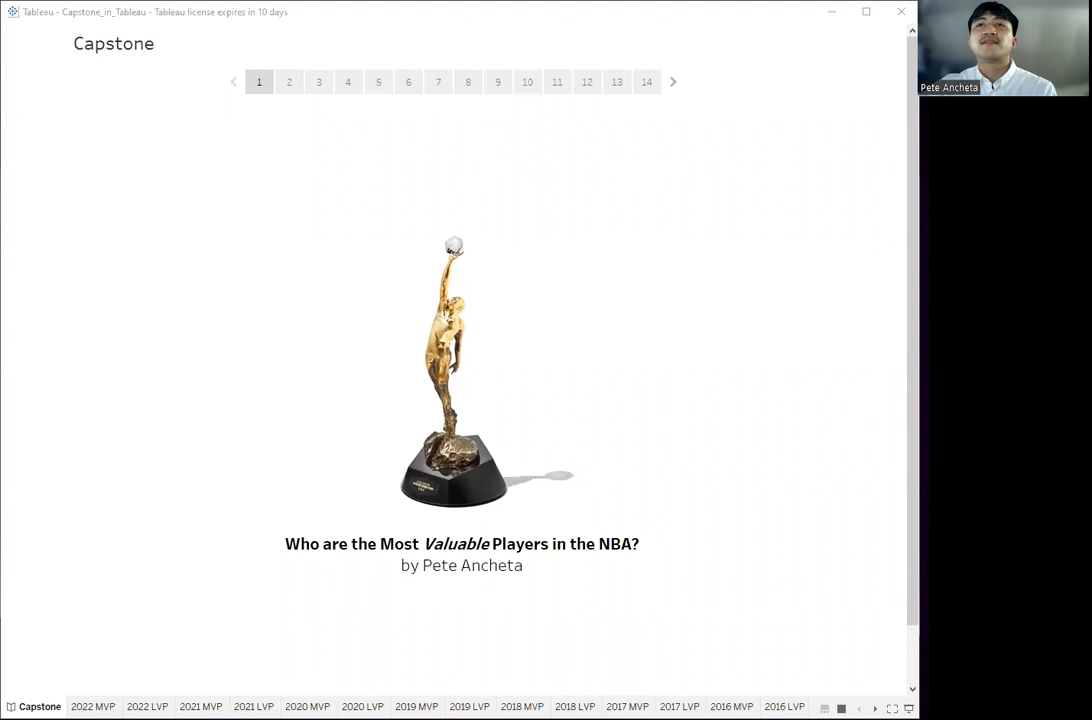 Tableau - Capstone_in_Tableau - Tableau license expires in 10 days
Capstone
1 2 3 4 5 6 7 8 9 10 11 12 13 14
Pete Ancheta
Who are the Most Valuable Players in the NBA?
by Pete Ancheta
Capstone 2022 MVP 2022 LVP 2021 MVP 2021 LVP 2020 MVP 2020 LVP 2019 MVP 2019 LVP 2018 MVP 2018 LVP 2017 MVP 2017 LVP 2016 MVP 2016 LVP